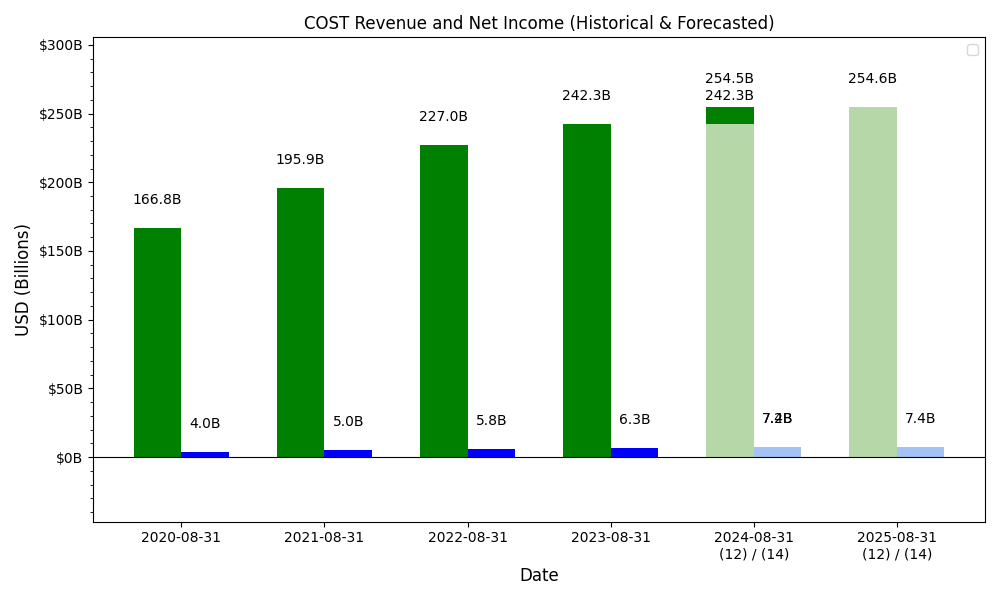 COST Revenue and Net Income (Historical & Forecasted)
$300B
$250B
$200B
$150B
$100B
$50B
$0B
USD (Billions)
166.8B
195.9B
227.0B
242.3B
254.5B
242.3B
254.6B
4.0B
5.0B
5.8B
6.3B
7.4B
2020-08-31
2021-08-31
2022-08-31
2023-08-31
2024-08-31
(12) / (14)
2025-08-31
(12) / (14)
Date